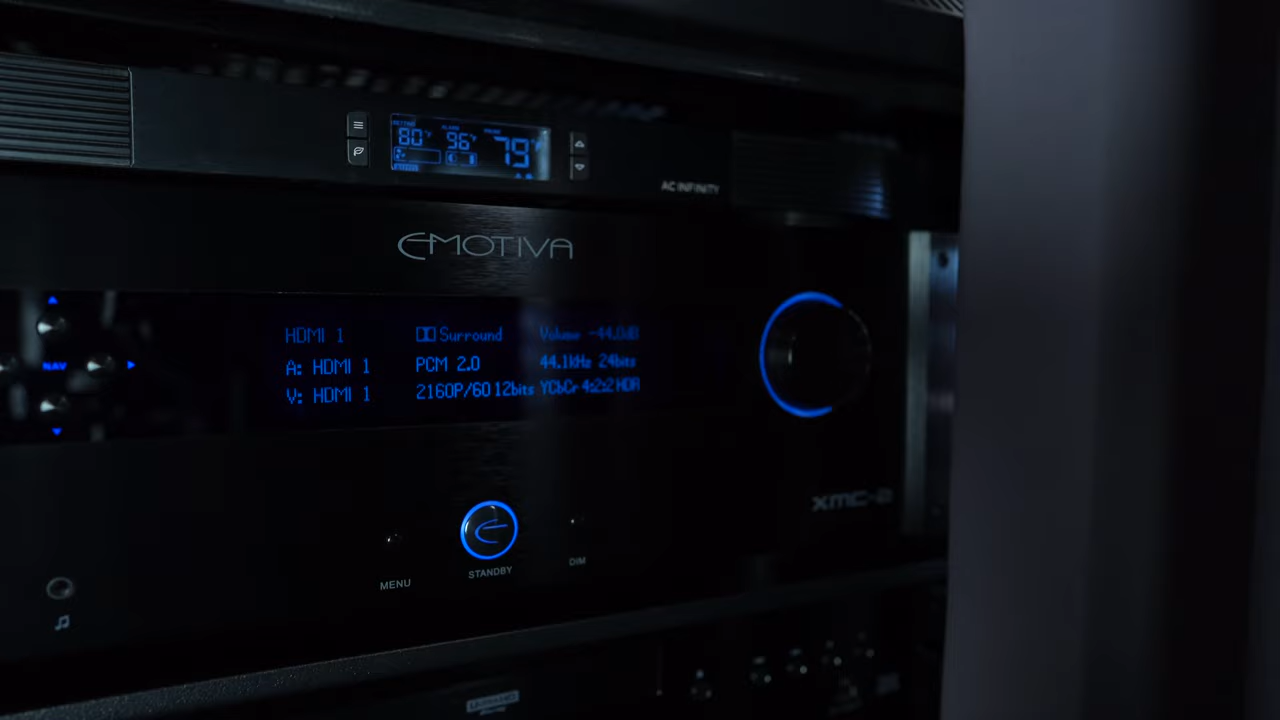 80°F 96°F 79°F
AC INFINITY
EMOTIVA
HDMI 1 Surround Volume -44.0dB
A: HDMI 1 PCM 2.0 44.1kHz 24bits
V: HDMI 1 2160P/60 12bits YCbCr 4:2:2 HDR
NAV
XMC-2
MENU STANDBY DIM